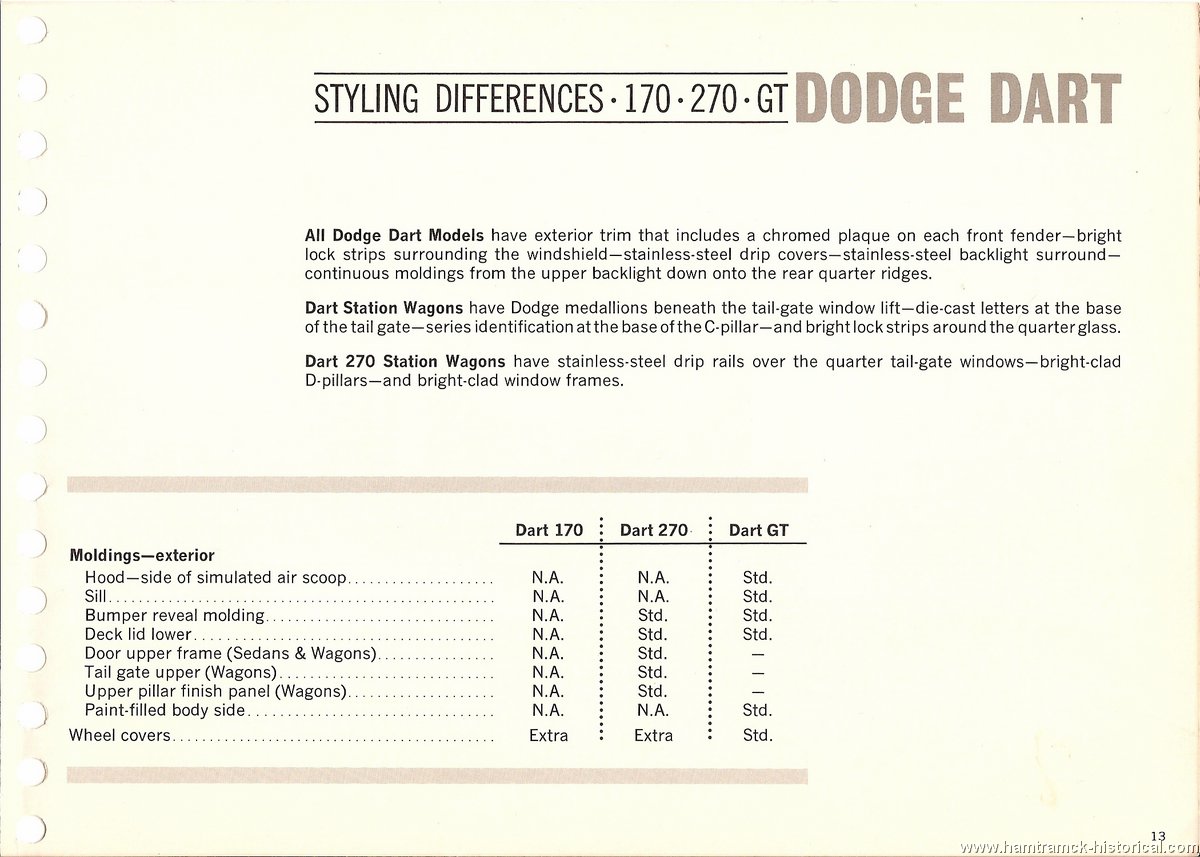 STYLING DIFFERENCES · 170 · 270 · GT DODGE DART
All Dodge Dart Models have exterior trim that includes a chromed plaque on each front fender—bright
lock strips surrounding the windshield—stainless-steel drip covers—stainless-steel backlight surround—
continuous moldings from the upper backlight down onto the rear quarter ridges.
Dart Station Wagons have Dodge medallions beneath the tail-gate window lift—die-cast letters at the base
of the tail gate—series identification at the base of the C-pillar—and bright lock strips around the quarter glass.
Dart 270 Station Wagons have stainless-steel drip rails over the quarter tail-gate windows—bright-clad
D-pillars—and bright-clad window frames.
Dart 170 Dart 270 Dart GT
Moldings—exterior
Hood—side of simulated air scoop.................... N.A. N.A. Std.
Sill.................................................... N.A. N.A. Std.
Bumper reveal molding............................... N.A. Std. Std.
Deck lid lower......................................... N.A. Std. Std.
Door upper frame (Sedans & Wagons)................ N.A. Std. —
Tail gate upper (Wagons)............................. N.A. Std. —
Upper pillar finish panel (Wagons).................... N.A. Std. —
Paint-filled body side.................................. N.A. N.A. Std.
Wheel covers............................................ Extra Extra Std.
13
www.hamtramck-historical.com